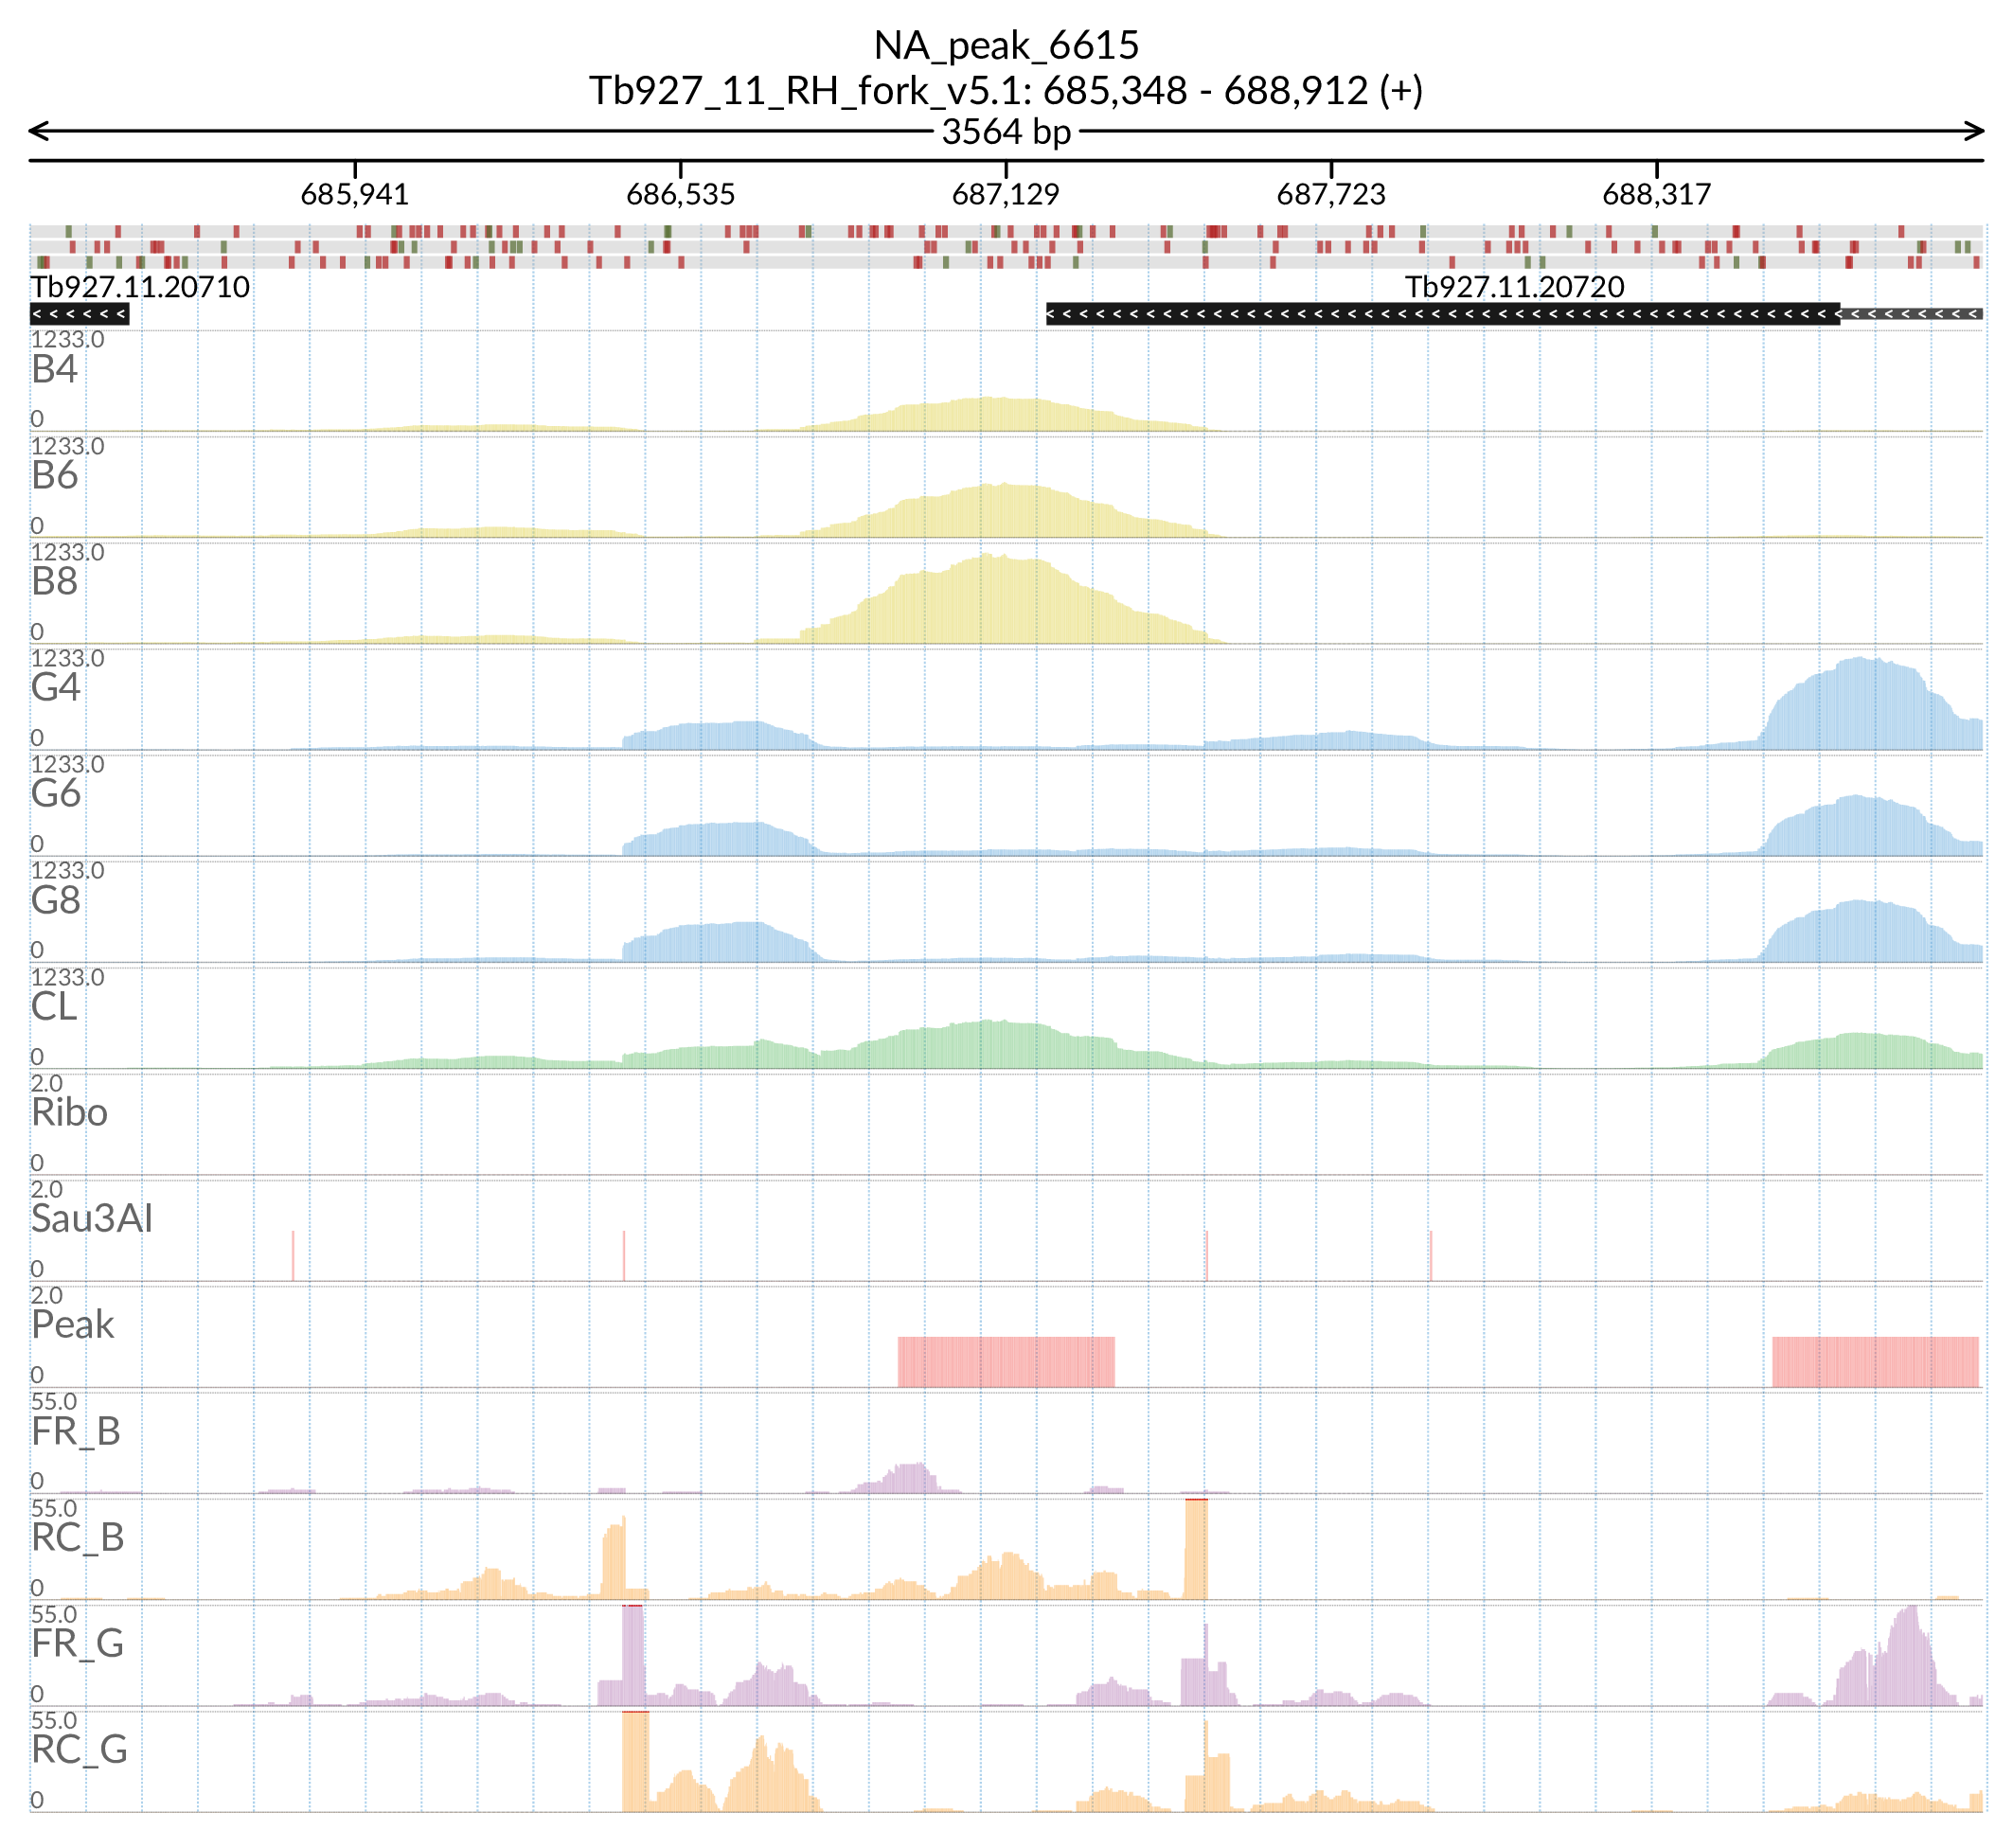 NA_peak_6615
Tb927_11_RH_fork_v5.1: 685,348 - 688,912 (+)
3564 bp
685,941 686,535 687,129 687,723 688,317
Tb927.11.20710 Tb927.11.20720
1233.0
B4
0
1233.0
B6
0
1233.0
B8
0
1233.0
G4
0
1233.0
G6
0
1233.0
G8
0
1233.0
CL
0
2.0
Ribo
0
2.0
Sau3AI
0
2.0
Peak
0
55.0
FR_B
0
55.0
RC_B
0
55.0
FR_G
0
55.0
RC_G
0